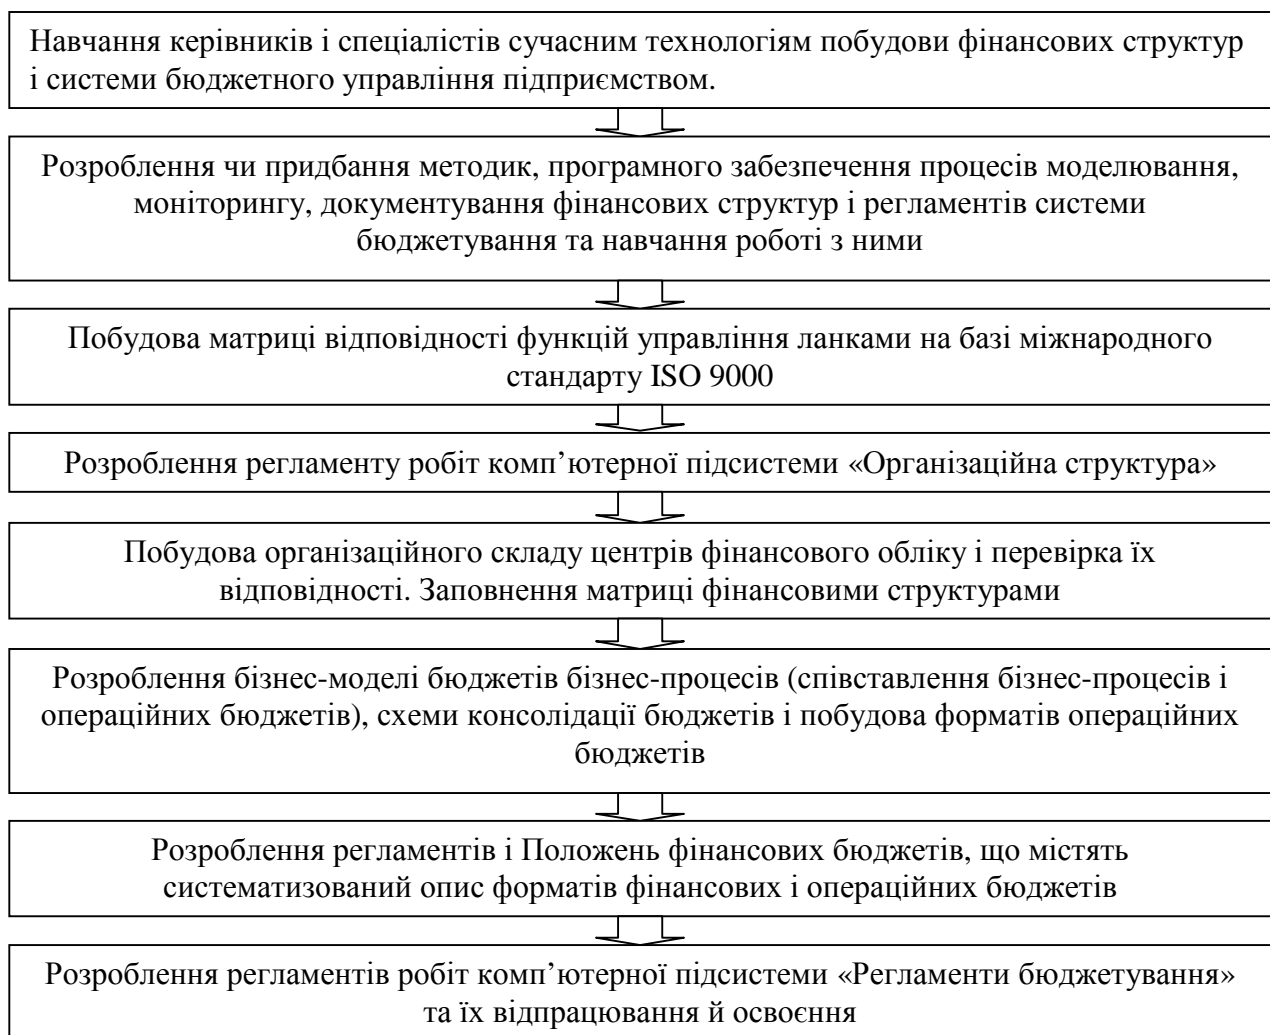 Навчання керівників і спеціалістів сучасним технологіям побудови фінансових структур
і системи бюджетного управління підприємством.
Розроблення чи придбання методик, програмного забезпечення процесів моделювання,
моніторингу, документування фінансових структур і регламентів системи
бюджетування та навчання роботі з ними
Побудова матриці відповідності функцій управління ланками на базі міжнародного
стандарту ISO 9000
Розроблення регламенту робіт комп’ютерної підсистеми «Організаційна структура»
Побудова організаційного складу центрів фінансового обліку і перевірка їх
відповідності. Заповнення матриці фінансовими структурами
Розроблення бізнес-моделі бюджетів бізнес-процесів (співставлення бізнес-процесів і
операційних бюджетів), схеми консолідації бюджетів і побудова форматів операційних
бюджетів
Розроблення регламентів і Положень фінансових бюджетів, що містять
систематизований опис форматів фінансових і операційних бюджетів
Розроблення регламентів робіт комп’ютерної підсистеми «Регламенти бюджетування»
та їх відпрацювання й освоєння